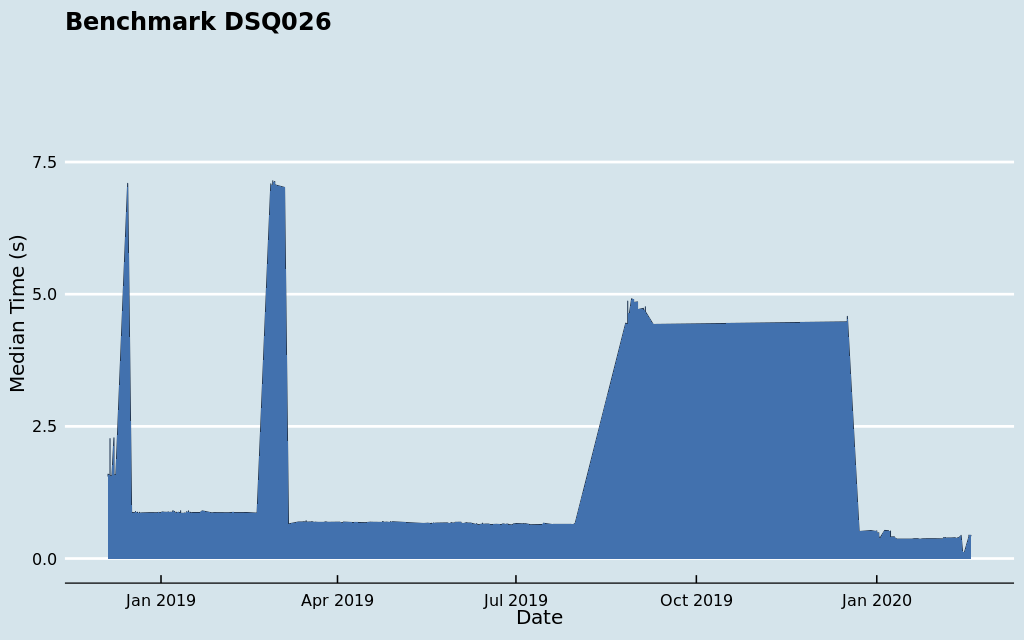 Benchmark DSQ026
7.5
5.0
2.5
0.0
Median Time (s)
Jan 2019 Apr 2019 Jul 2019 Oct 2019 Jan 2020
Date